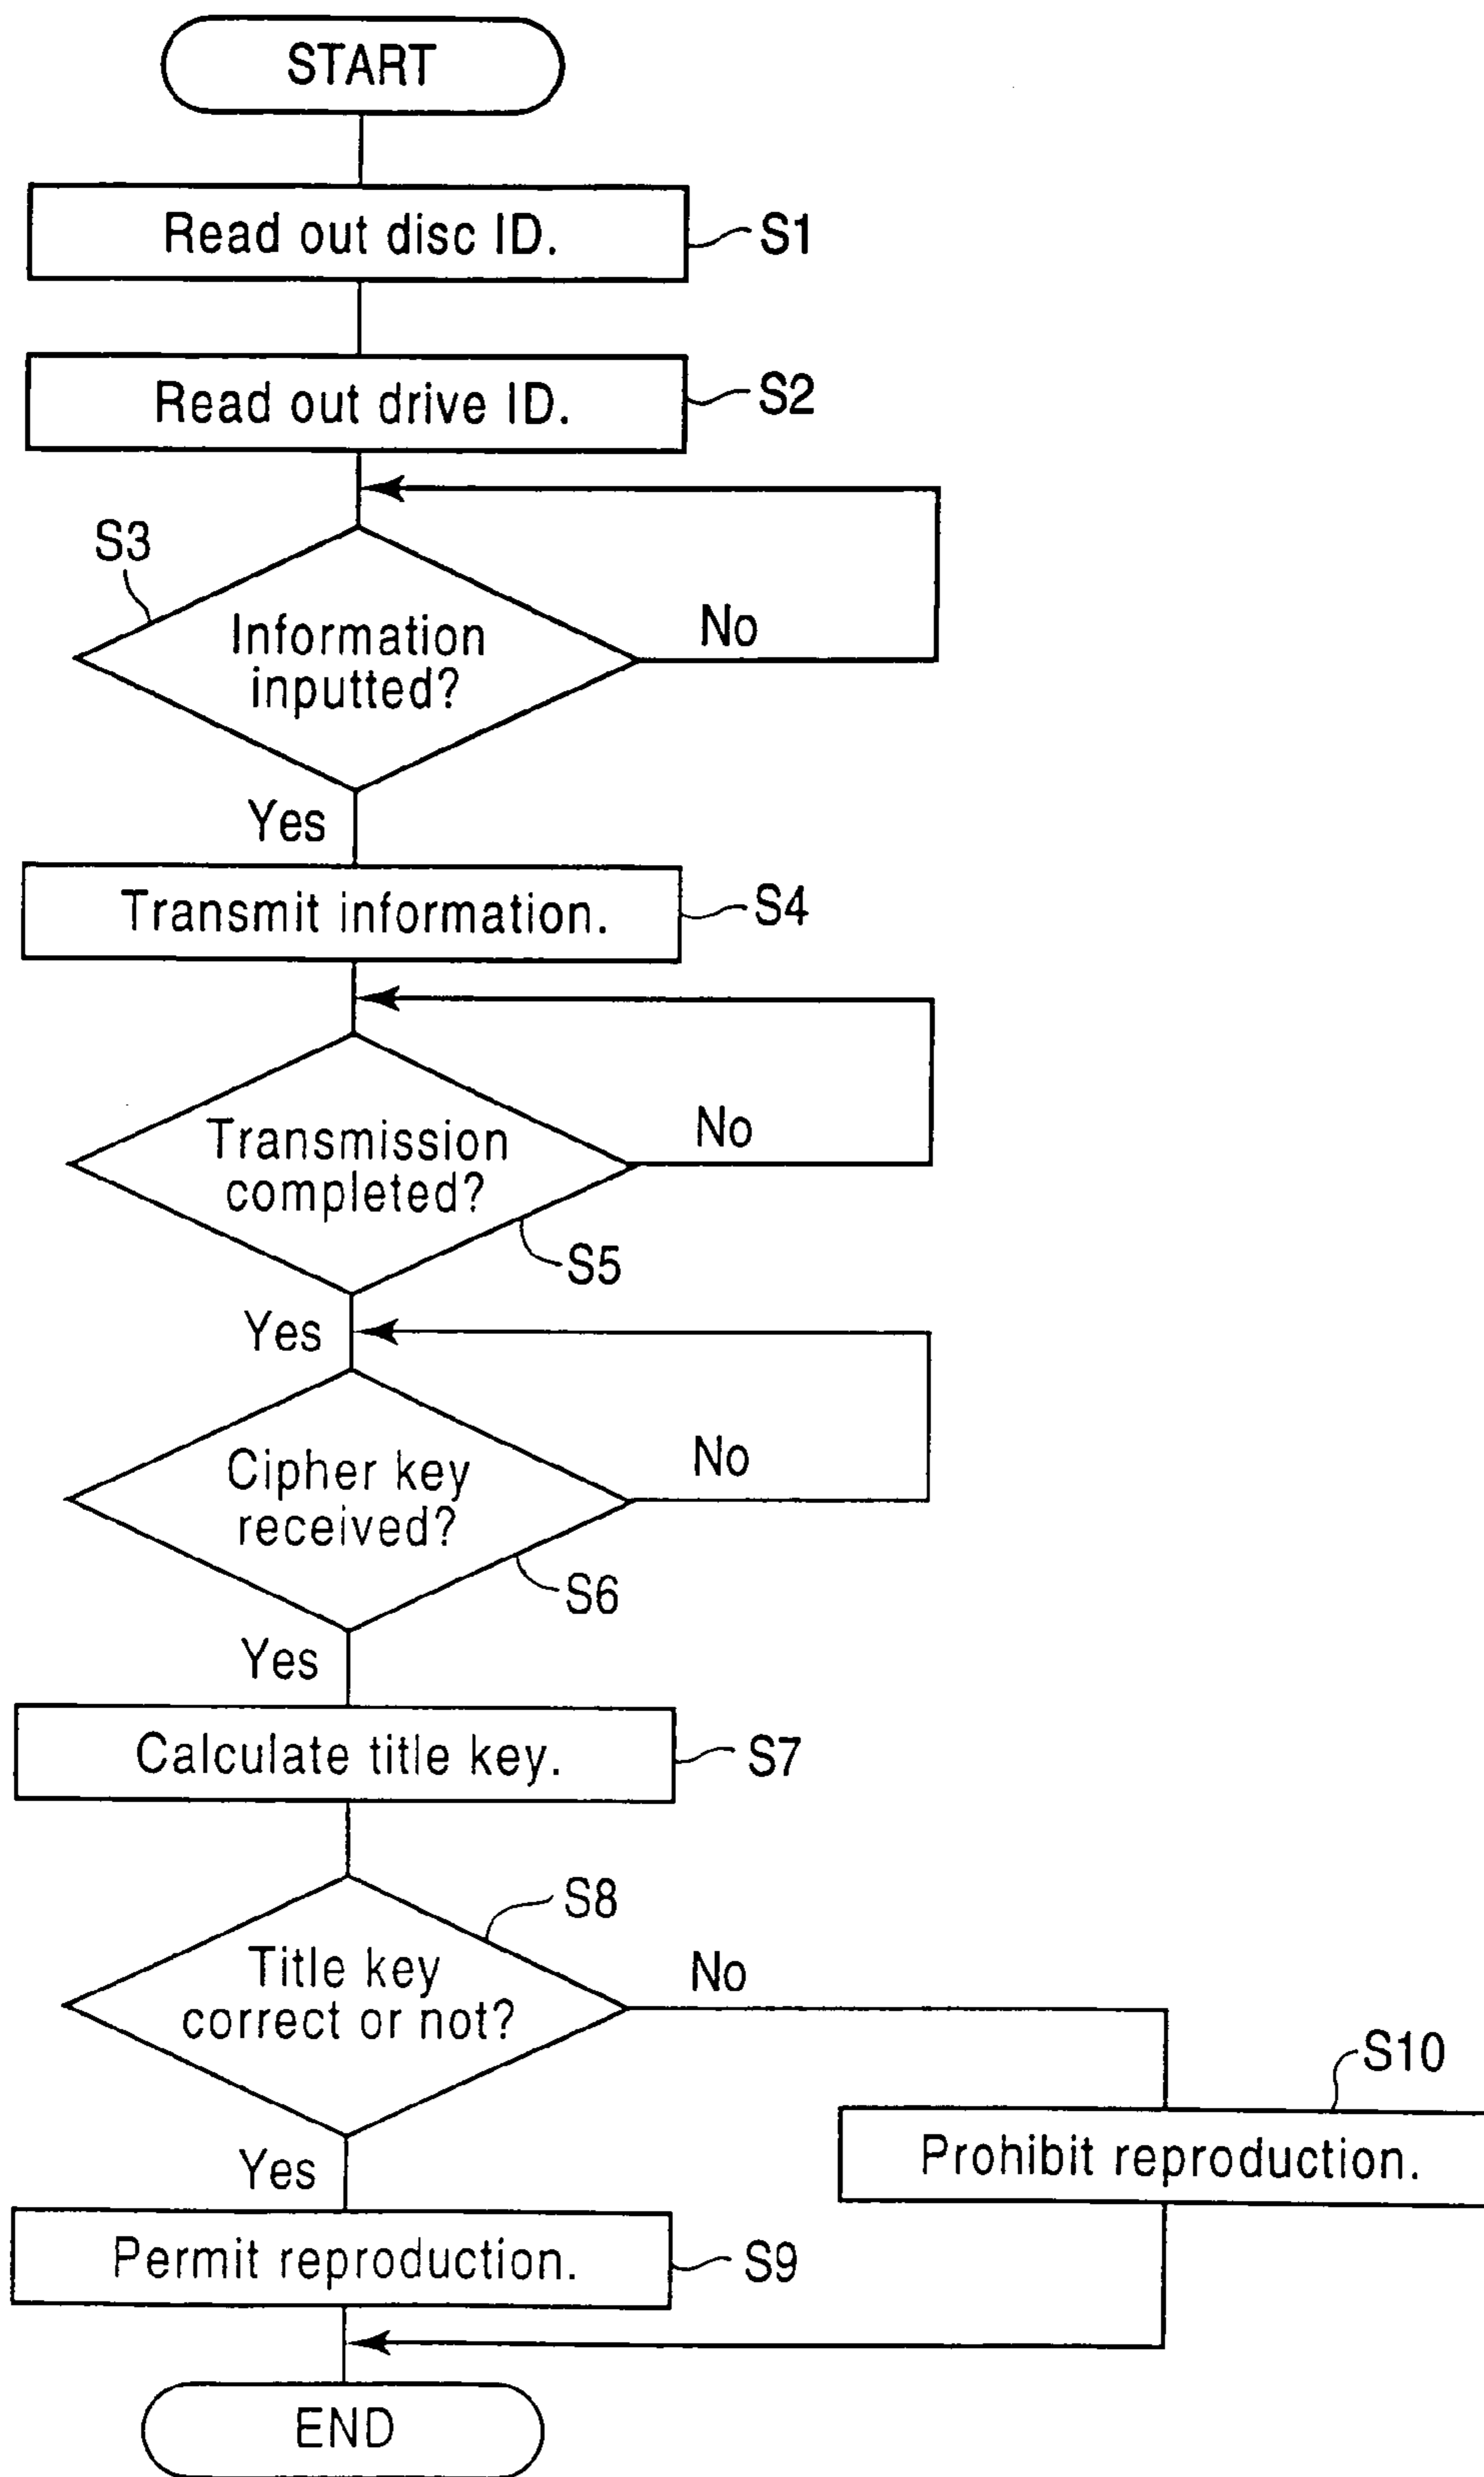 START
Read out disc ID.
S1
Read out drive ID.
S2
S3
Information
inputted?
No
Yes
Transmit information.
S4
Transmission
completed?
No
S5
Yes
Cipher key
received?
No
S6
Yes
Calculate title key.
S7
S8
Title key
correct or not?
No
S10
Prohibit reproduction.
Yes
Permit reproduction.
S9
END